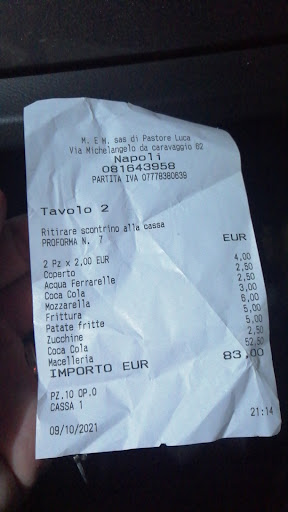 M. E M. sas di Pastore Luca
Via Michelangelo da caravaggio 62
Napoli
081643958
PARTITA IVA 07778380639
Tavolo 2
Ritirare scontrino alla cassa
PROFORMA N. 7 EUR
2 Pz x 2,00 EUR
Coperto 4,00
Acqua Ferrarelle 2,50
Coca Cola 2,50
Mozzarella 3,00
Frittura 6,00
Patate fritte 5,00
Zucchine 5,00
Coca Cola 2,50
Macelleria 52,50
IMPORTO EUR 83,00
PZ.10 OP.0
CASSA 1
09/10/2021 21:14